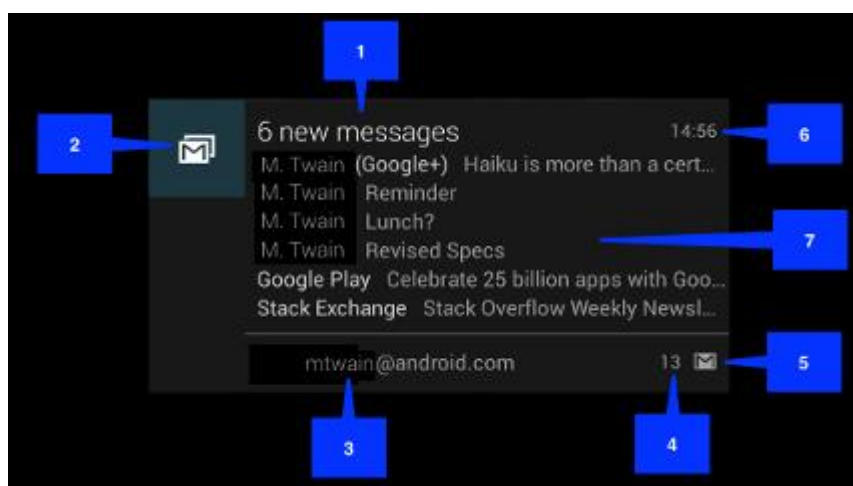 1
2
6 new messages 14:56
6
M. Twain (Google+) Haiku is more than a cert...
M. Twain Reminder
M. Twain Lunch?
M. Twain Revised Specs
7
Google Play Celebrate 25 billion apps with Goo...
Stack Exchange Stack Overflow Weekly Newsl...
mtwain@android.com 13
5
3
4